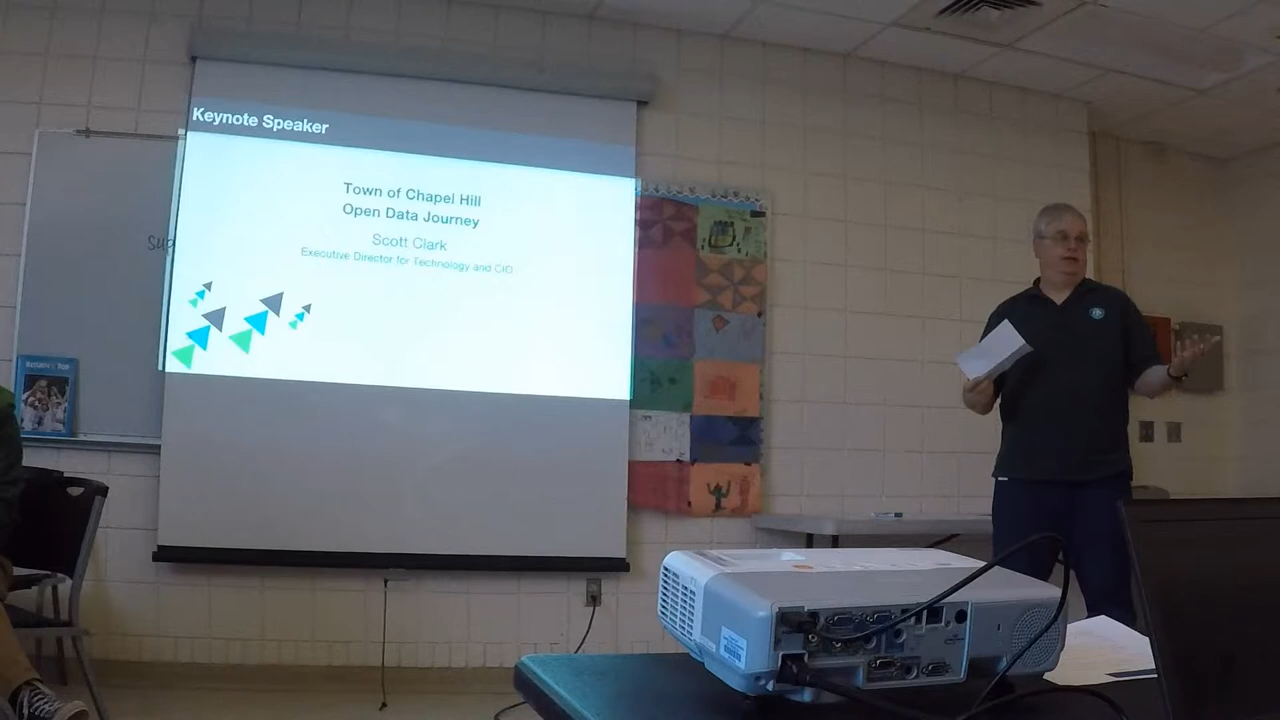 Keynote Speaker
Town of Chapel Hill
Open Data Journey
Scott Clark
Executive Director for Technology and CIO